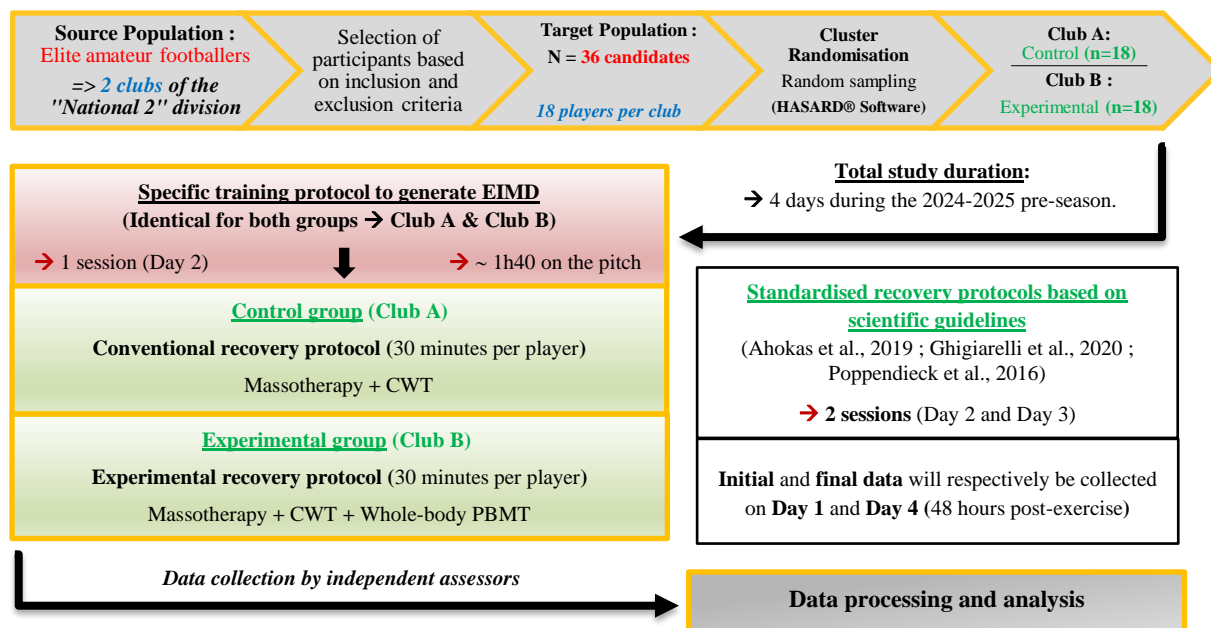 Source Population :
Elite amateur footballers
=> 2 clubs of the
"National 2" division
Selection of
participants based
on inclusion and
exclusion criteria
Target Population :
N = 36 candidates
18 players per club
Cluster
Randomisation
Random sampling
(HASARD® Software)
Club A:
Control (n=18)
Club B :
Experimental (n=18)
Total study duration:
→ 4 days during the 2024-2025 pre-season.
Specific training protocol to generate EIMD
(Identical for both groups → Club A & Club B)
→ 1 session (Day 2)
→ ~ 1h40 on the pitch
Control group (Club A)
Conventional recovery protocol (30 minutes per player)
Massotherapy + CWT
Experimental group (Club B)
Experimental recovery protocol (30 minutes per player)
Massotherapy + CWT + Whole-body PBMT
Standardised recovery protocols based on
scientific guidelines
(Ahokas et al., 2019 ; Ghigiarelli et al., 2020 ;
Poppendieck et al., 2016)
→ 2 sessions (Day 2 and Day 3)
Initial and final data will respectively be collected
on Day 1 and Day 4 (48 hours post-exercise)
Data collection by independent assessors
Data processing and analysis